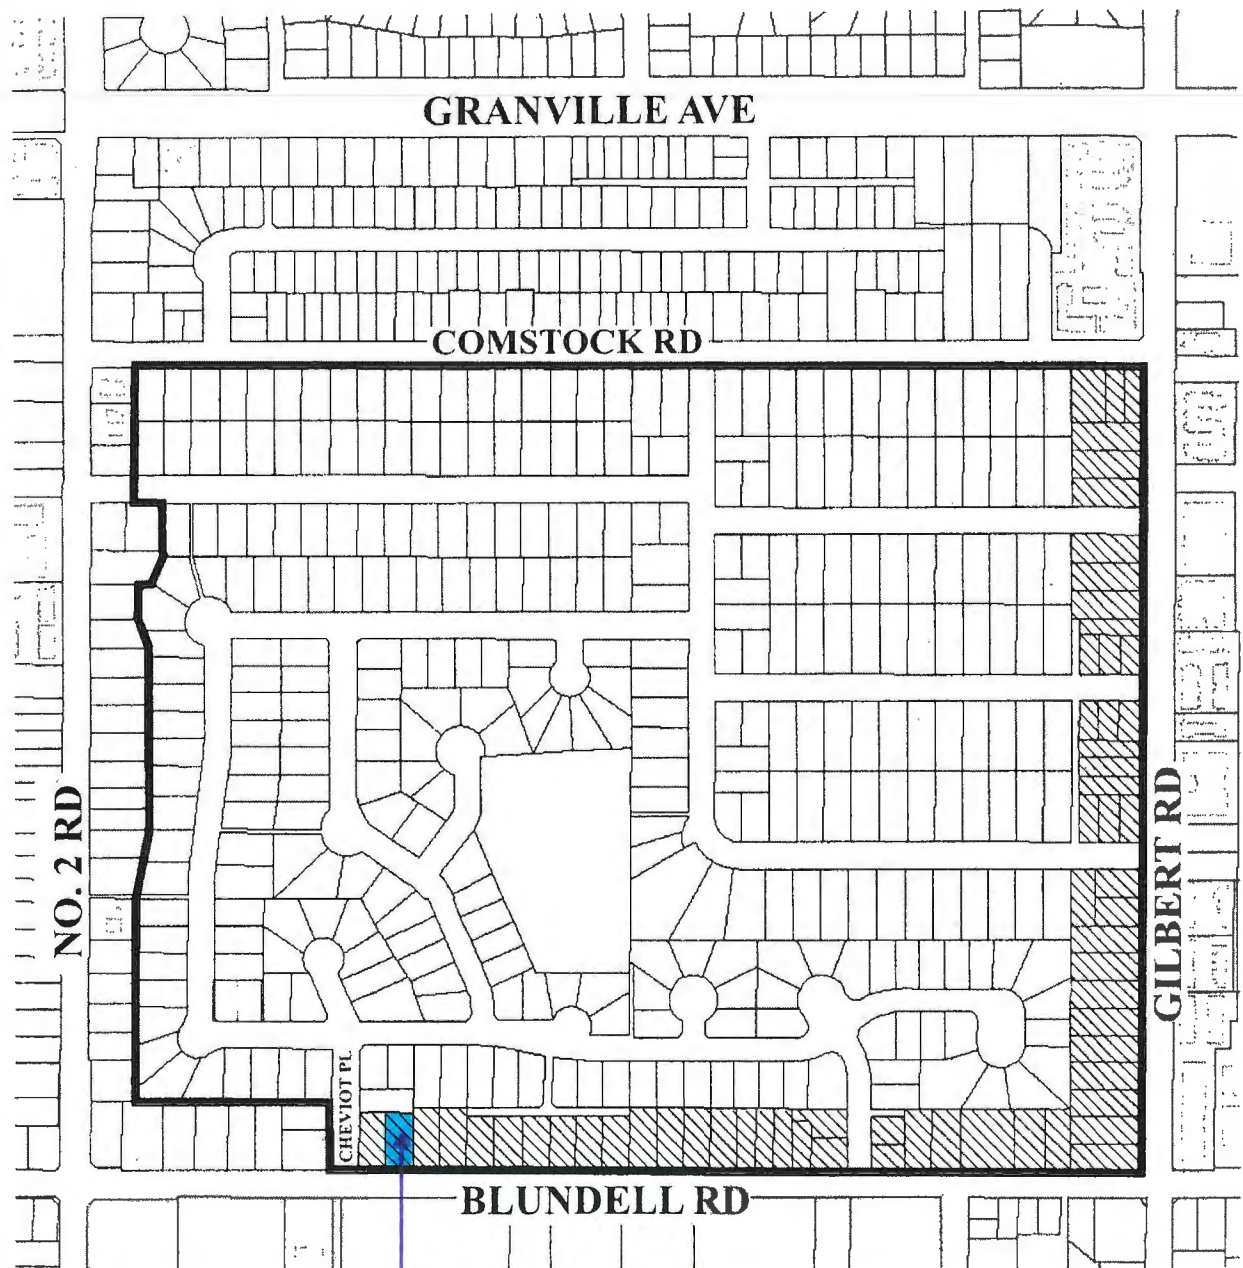 GRANVILLE AVE
COMSTOCK RD
NO. 2 RD
GILBERT RD
CHEVIOT PL
BLUNDELL RD